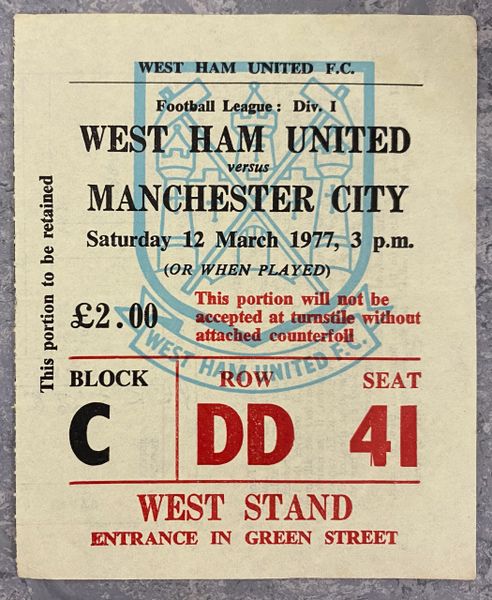 WEST HAM UNITED F.C.
Football League: Div. I
WEST HAM UNITED
versus
MANCHESTER CITY
Saturday 12 March 1977, 3 p.m.
(OR WHEN PLAYED)
This portion to be retained
£2.00
This portion will not be
accepted at turnstile without
attached counterfoil
WEST HAM UNITED F.C.
BLOCK ROW SEAT
C DD 41
WEST STAND
ENTRANCE IN GREEN STREET